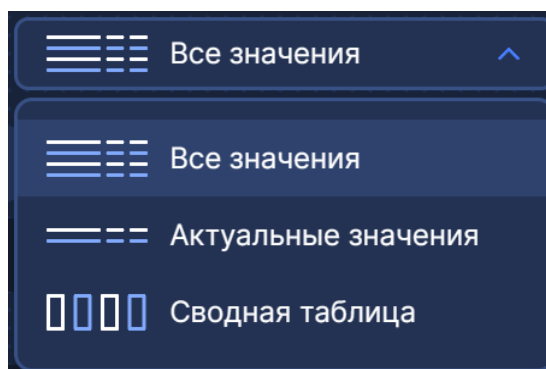 Все значения
Все значения
Актуальные значения
Сводная таблица